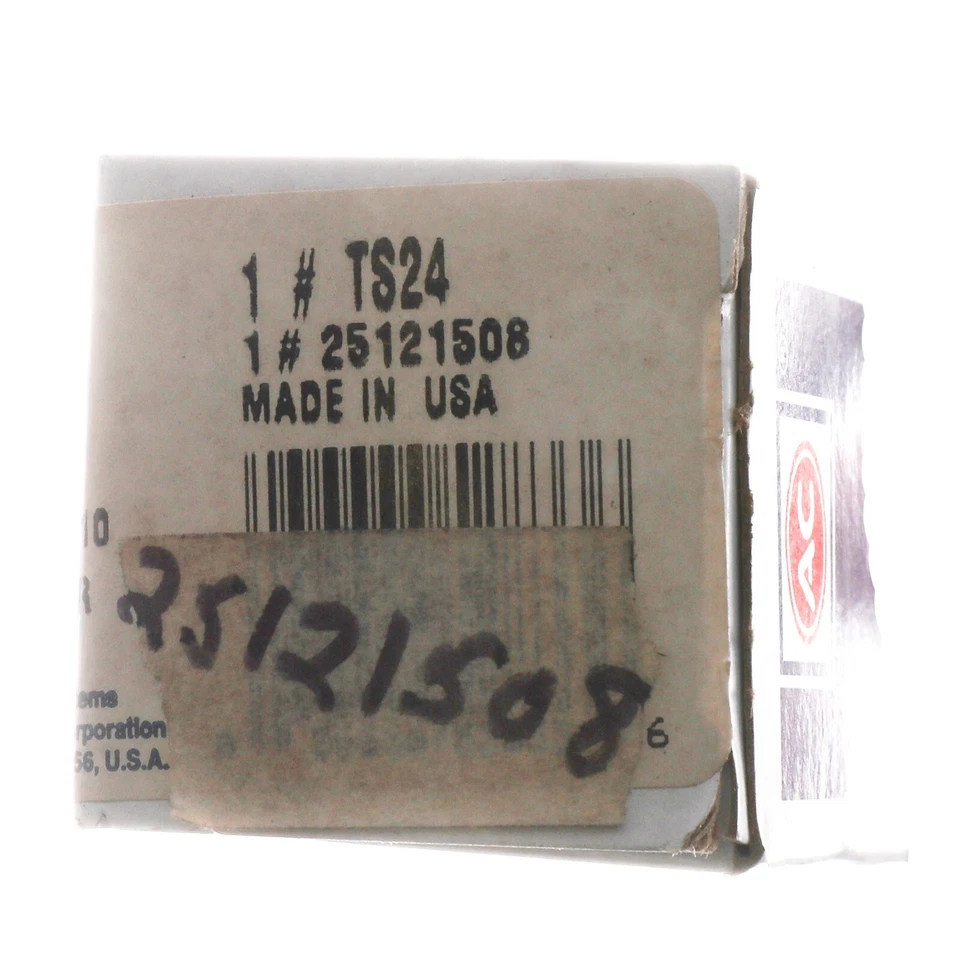 1 # TS24
1 # 25121508
MADE IN USA
10
R
ems
rporation
56, U.S.A.
25121508
6
AC